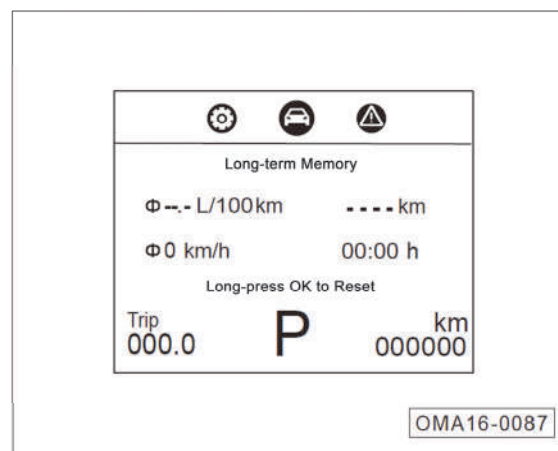 Long-term Memory
Φ--.- L/100km ----km
Φ0 km/h 00:00 h
Long-press OK to Reset
Trip km
000.0 P 000000
OMA16-0087